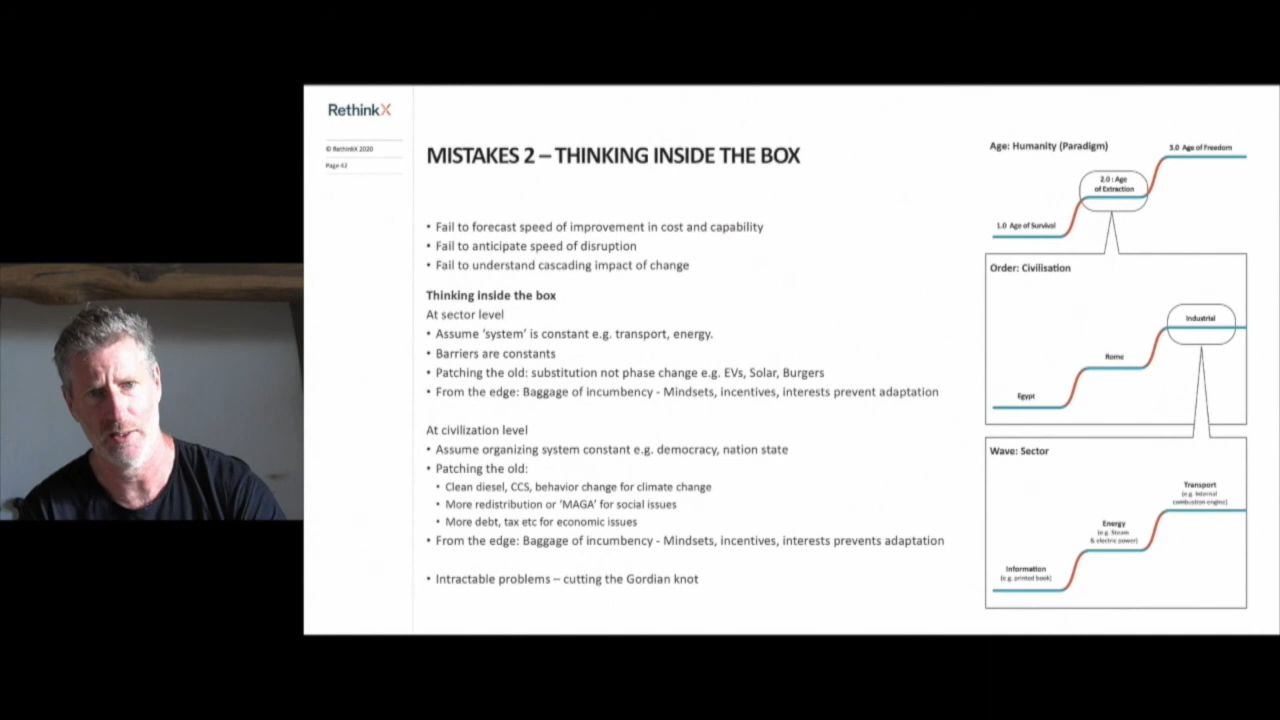 RethinkX
© RethinkX 2020
Page 42
MISTAKES 2 – THINKING INSIDE THE BOX
• Fail to forecast speed of improvement in cost and capability
• Fail to anticipate speed of disruption
• Fail to understand cascading impact of change
Thinking inside the box
At sector level
• Assume ‘system’ is constant e.g. transport, energy.
• Barriers are constants
• Patching the old: substitution not phase change e.g. EVs, Solar, Burgers
• From the edge: Baggage of incumbency - Mindsets, incentives, interests prevent adaptation
At civilization level
• Assume organizing system constant e.g. democracy, nation state
• Patching the old:
• Clean diesel, CCS, behavior change for climate change
• More redistribution or ‘MAGA’ for social issues
• More debt, tax etc for economic issues
• From the edge: Baggage of incumbency - Mindsets, incentives, interests prevents adaptation
• Intractable problems – cutting the Gordian knot
Age: Humanity (Paradigm)
3.0 Age of Freedom
2.0 : Age
of Extraction
1.0 Age of Survival
Order: Civilisation
Industrial
Rome
Egypt
Wave: Sector
Transport
(e.g. internal
combustion engine)
Energy
(e.g. Steam
& electric power)
Information
(e.g. printed book)